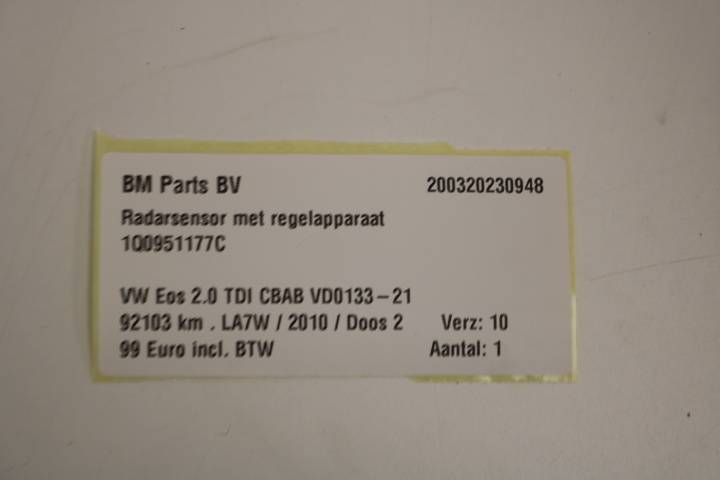 BM Parts BV 200320230948
Radarsensor met regelapparaat
1Q0951177C
VW Eos 2.0 TDI CBAB VD0133-21
92103 km . LA7W / 2010 / Doos 2 Verz: 10
99 Euro incl. BTW Aantal: 1